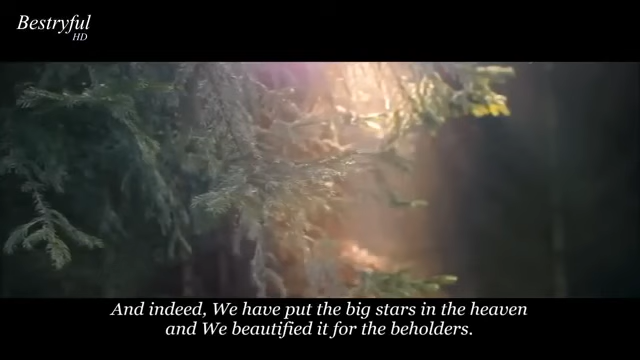 Bestryful
HD
And indeed, We have put the big stars in the heaven
and We beautified it for the beholders.